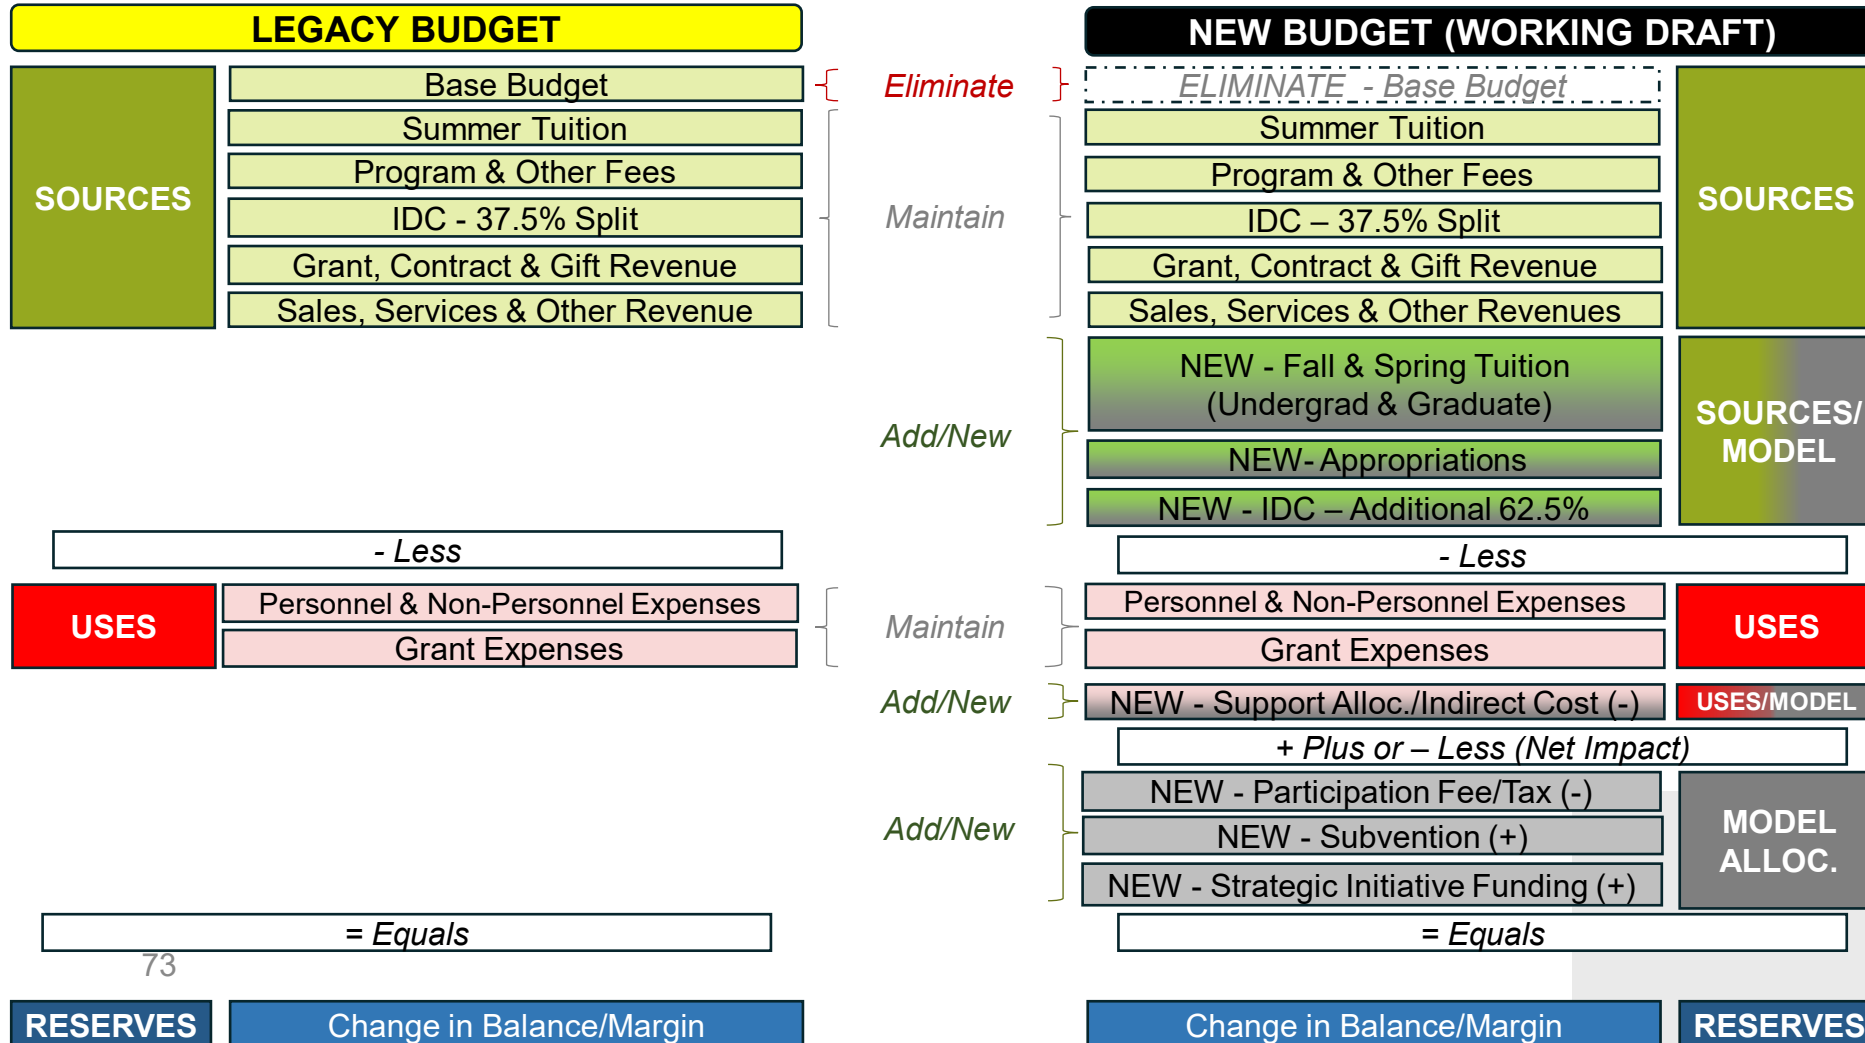 LEGACY BUDGET
NEW BUDGET (WORKING DRAFT)
SOURCES
Base Budget
Eliminate
ELIMINATE - Base Budget
SOURCES
Summer Tuition
Summer Tuition
Program & Other Fees
Program & Other Fees
Maintain
IDC - 37.5% Split
IDC – 37.5% Split
Grant, Contract & Gift Revenue
Grant, Contract & Gift Revenue
Sales, Services & Other Revenue
Sales, Services & Other Revenues
Add/New
NEW - Fall & Spring Tuition
(Undergrad & Graduate)
SOURCES/
MODEL
NEW- Appropriations
NEW - IDC – Additional 62.5%
- Less
- Less
USES
Personnel & Non-Personnel Expenses
Maintain
Personnel & Non-Personnel Expenses
USES
Grant Expenses
Grant Expenses
Add/New
NEW - Support Alloc./Indirect Cost (-)
USES/MODEL
+ Plus or – Less (Net Impact)
Add/New
NEW - Participation Fee/Tax (-)
MODEL
ALLOC.
NEW - Subvention (+)
NEW - Strategic Initiative Funding (+)
= Equals
= Equals
73
RESERVES
Change in Balance/Margin
Change in Balance/Margin
RESERVES